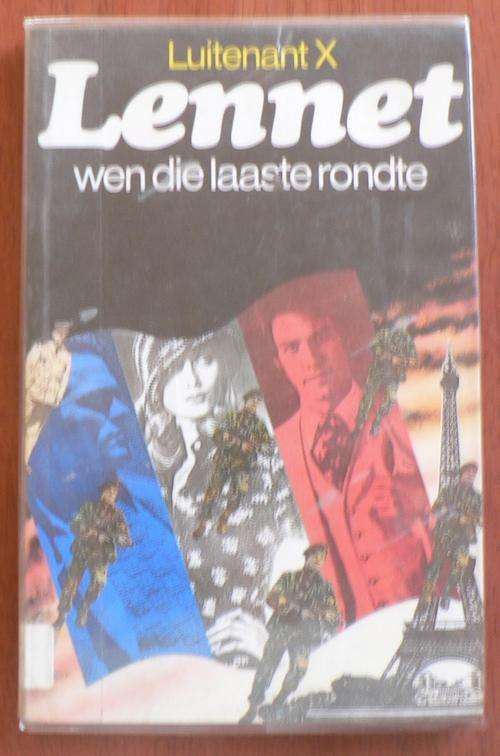 Luitenant X
Lennet
wen die laaste rondte